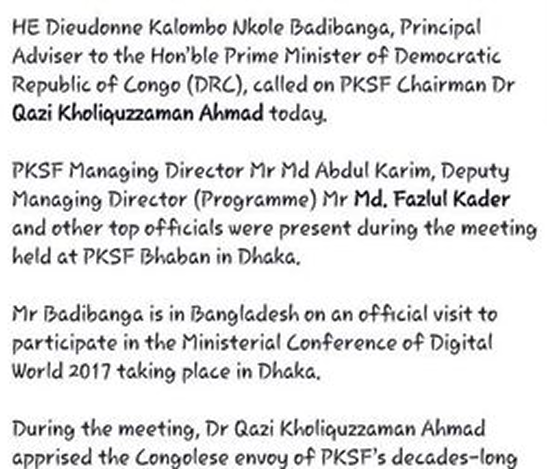 HE Dieudonne Kalombo Nkole Badibanga, Principal
Adviser to the Hon'ble Prime Minister of Democratic
Republic of Congo (DRC), called on PKSF Chairman Dr
Qazi Kholiquzzaman Ahmad today.
PKSF Managing Director Mr Md Abdul Karim, Deputy
Managing Director (Programme) Mr Md. Fazlul Kader
and other top officials were present during the meeting
held at PKSF Bhaban in Dhaka.
Mr Badibanga is in Bangladesh on an official visit to
participate in the Ministerial Conference of Digital
World 2017 taking place in Dhaka.
During the meeting, Dr Qazi Kholiquzzaman Ahmad
apprised the Congolese envoy of PKSF's decades-long